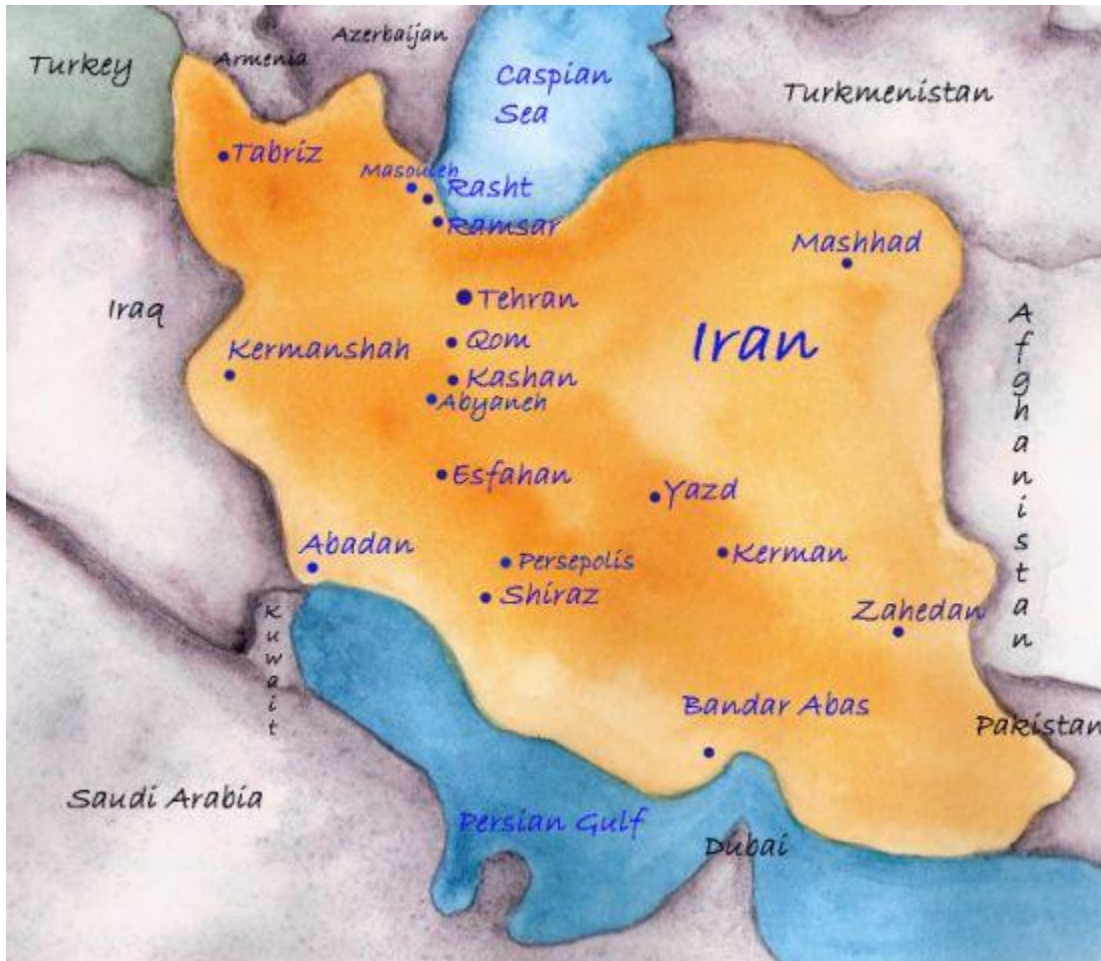 Azerbaijan
Turkey
Armenia
Caspian
Sea
Turkmenistan
Tabriz
Masouleh
Rasht
Ramsar
Mashhad
Iraq
Tehran
Afghanistan
Qom
Iran
Kermanshah
Kashan
Abyaneh
Esfahan
Yazd
Abadan
Persepolis
Kerman
Shiraz
Kuwait
Zahedan
Bandar Abas
Pakistan
Saudi Arabia
Persian Gulf
Dubai